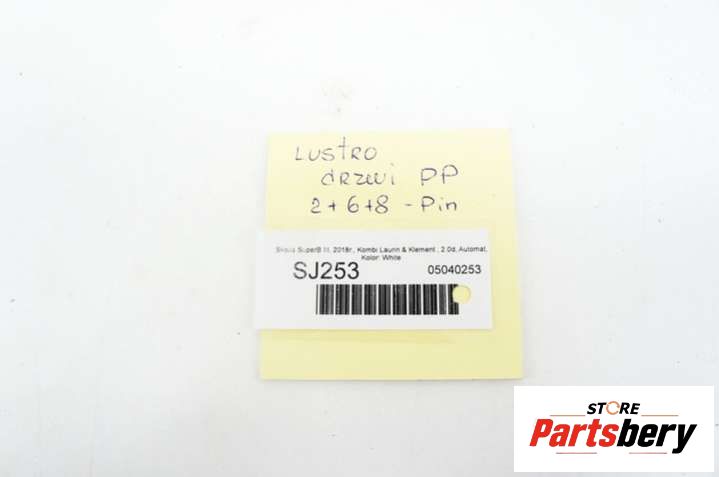 LUSTRO
drzwi PP
2+6+8 - Pin
Skoda SuperB III, 2018r., Kombi Laurin & Klement , 2.0d, Automat,
Kolor: White
SJ253 05040253
STORE
Partsbery